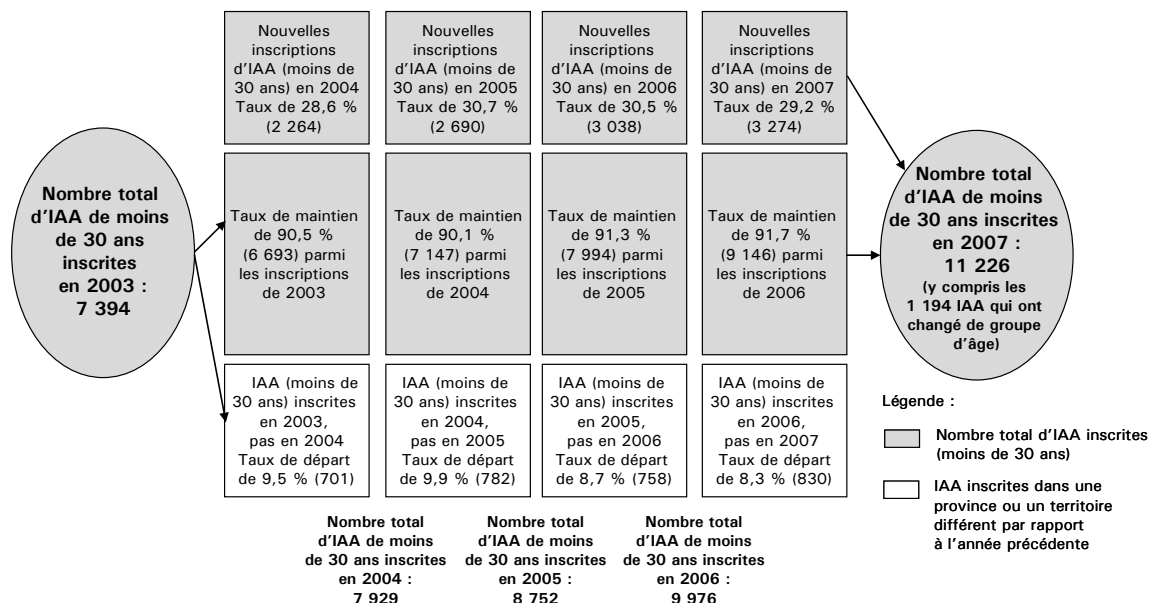 Nombre total
d'IAA de moins
de 30 ans
inscrites
en 2003 :
7 394
Nouvelles
inscriptions
d'IAA (moins de
30 ans) en 2004
Taux de 28,6 %
(2 264)
Nouvelles
inscriptions
d'IAA (moins de
30 ans) en 2005
Taux de 30,7 %
(2 690)
Nouvelles
inscriptions
d'IAA (moins de
30 ans) en 2006
Taux de 30,5 %
(3 038)
Nouvelles
inscriptions
d'IAA (moins de
30 ans) en 2007
Taux de 29,2 %
(3 274)
Taux de maintien
de 90,5 %
(6 693) parmi
les inscriptions
de 2003
Taux de maintien
de 90,1 %
(7 147) parmi
les inscriptions
de 2004
Taux de maintien
de 91,3 %
(7 994) parmi
les inscriptions
de 2005
Taux de maintien
de 91,7 %
(9 146) parmi
les inscriptions
de 2006
IAA (moins de
30 ans) inscrites
en 2003,
pas en 2004
Taux de départ
de 9,5 % (701)
IAA (moins de
30 ans) inscrites
en 2004,
pas en 2005
Taux de départ
de 9,9 % (782)
IAA (moins de
30 ans) inscrites
en 2005,
pas en 2006
Taux de départ
de 8,7 % (758)
IAA (moins de
30 ans) inscrites
en 2006,
pas en 2007
Taux de départ
de 8,3 % (830)
Nombre total
d'IAA de moins
de 30 ans inscrites
en 2004 :
7 929
Nombre total
d'IAA de moins
de 30 ans inscrites
en 2005 :
8 752
Nombre total
d'IAA de moins
de 30 ans inscrites
en 2006 :
9 976
Nombre total
d'IAA de moins
de 30 ans inscrites
en 2007 :
11 226
(y compris les
1 194 IAA qui ont
changé de groupe
d'âge)
Légende :
Nombre total d'IAA inscrites
(moins de 30 ans)
IAA inscrites dans une
province ou un territoire
différent par rapport
à l'année précédente